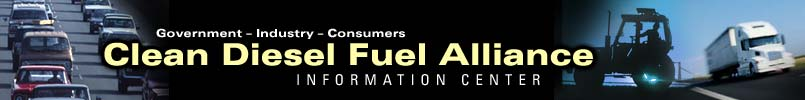 Government – Industry – Consumers
Clean Diesel Fuel Alliance
INFORMATION CENTER